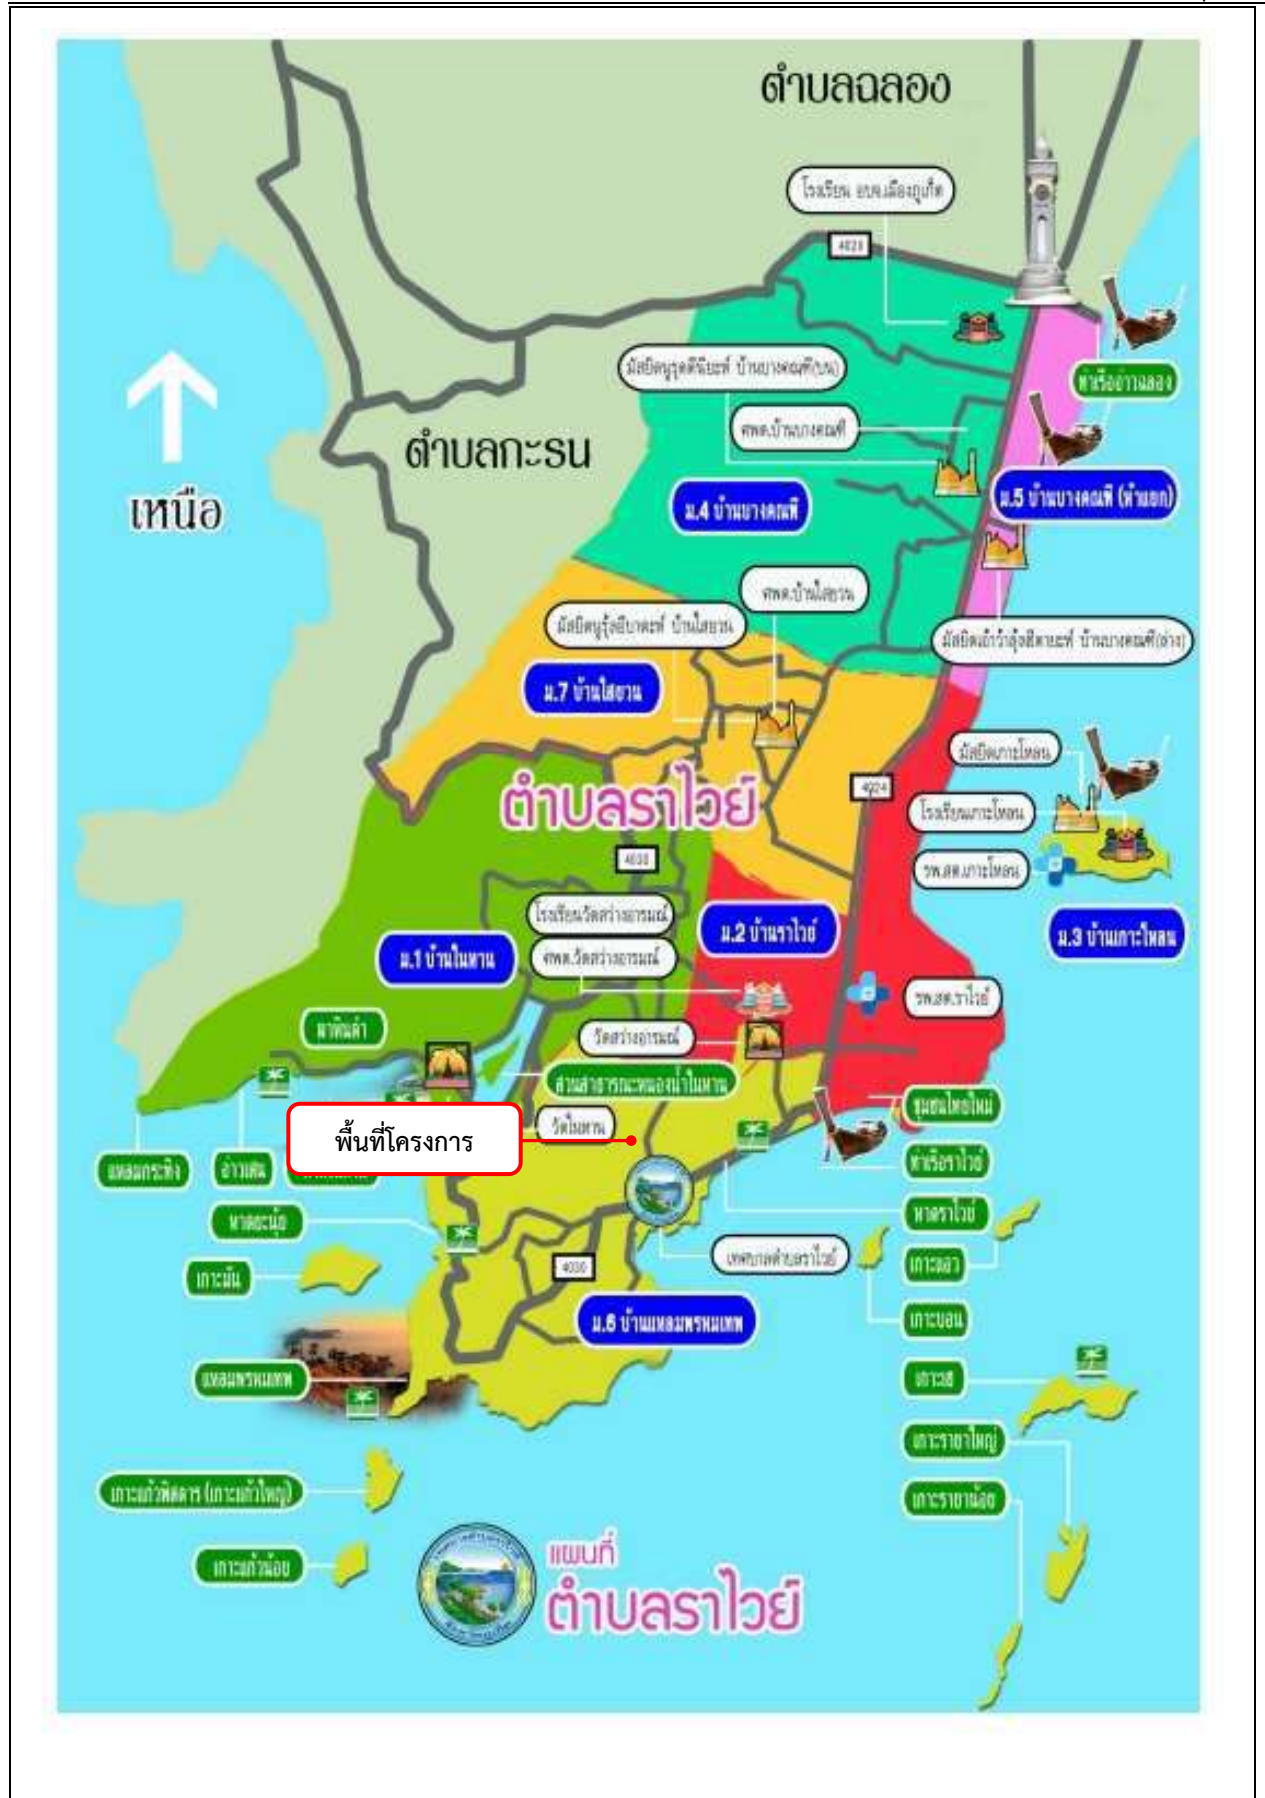 ตำบลฉลอง
โรงเรียน อบจ.เมืองภูเก็ต
4028
ท่าเรืออ่าวฉลอง
มัสยิดนูรุดดีนียะห์ บ้านบางคณฑี(บน)
ศพด.บ้านบางคณฑี
ตำบลกะรน
เหนือ
ม.4 บ้านบางคณฑี
ม.5 บ้านบางคณฑี (ห้าแยก)
ศพด.บ้านใสยวน
มัสยิดนูรุ้ลอิบาดะห์ บ้านใสยวน
มัสยิดเอ้าว่าลุ้ลฮิดายะห์ บ้านบางคณฑี(ล่าง)
ม.7 บ้านใสยวน
มัสยิดเกาะโหลน
ตำบลราไวย์
4024
โรงเรียนเกาะโหลน
4030
รพ.สต.เกาะโหลน
โรงเรียนวัดสว่างอารมณ์
ม.2 บ้านราไวย์
ม.3 บ้านเกาะโหลน
ม.1 บ้านในหาน
ศพด.วัดสว่างอารมณ์
รพ.สต.ราไวย์
ผาหินดำ
วัดสว่างอารมณ์
สวนสาธารณะหนองน้ำในหาน
ชุมชนไทยใหม่
พื้นที่โครงการ
วัดในหาน
แหลมกระทิง
อ่าวเสน
ท่าเรือราไวย์
หาดยะนุ้ย
หาดราไวย์
เทศบาลตำบลราไวย์
เกาะมัน
4030
เกาะแอว
ม.6 บ้านแหลมพรหมเทพ
เกาะบอน
แหลมพรหมเทพ
เกาะเฮ
เกาะราชาใหญ่
เกาะแก้วพิสดาร (เกาะแก้วใหญ่)
เกาะราชาน้อย
เกาะแก้วน้อย
แผนที่
ตำบลราไวย์